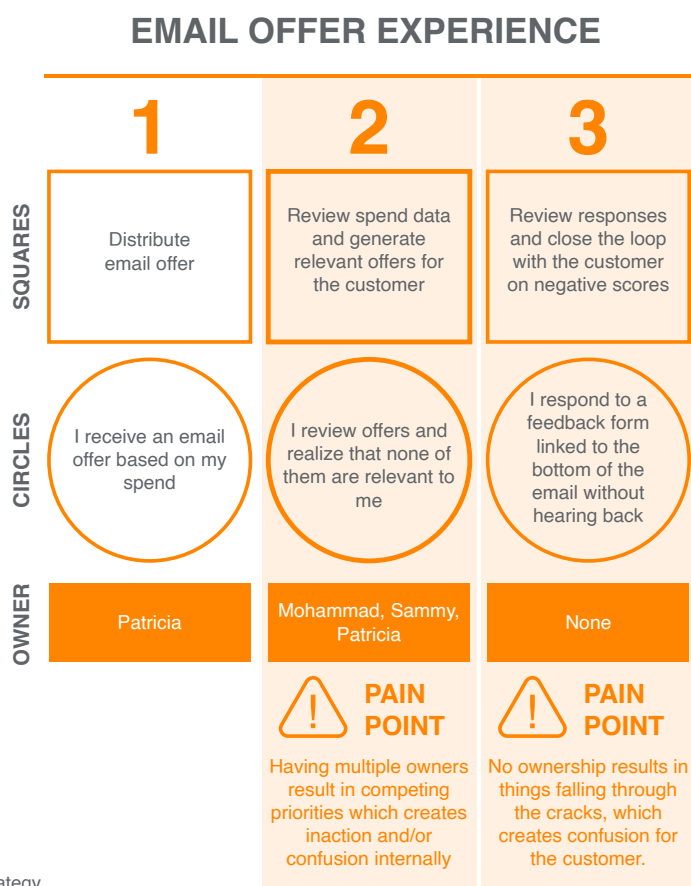 EMAIL OFFER EXPERIENCE
1
2
3
SQUARES
Distribute
email offer
Review spend data
and generate
relevant offers for
the customer
Review responses
and close the loop
with the customer
on negative scores
CIRCLES
I receive an email
offer based on my
spend
I review offers and
realize that none of
them are relevant to
me
I respond to a
feedback form
linked to the
bottom of the
email without
hearing back
OWNER
Patricia
Mohammad, Sammy,
Patricia
None
! PAIN
POINT
Having multiple owners
result in competing
priorities which creates
inaction and/or
confusion internally
! PAIN
POINT
No ownership results in
things falling through
the cracks, which
creates confusion for
the customer.